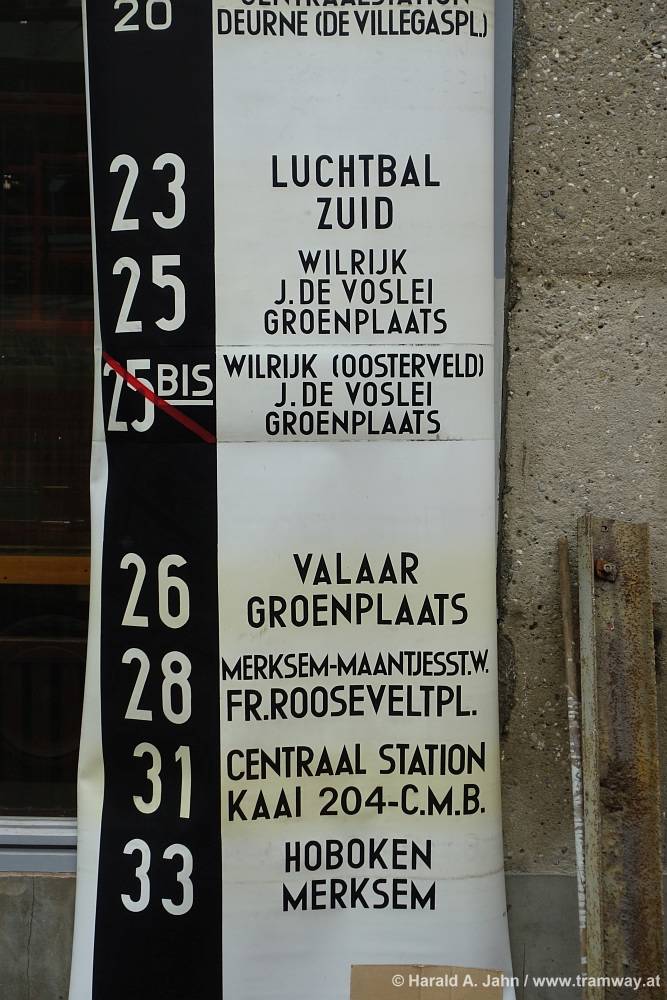 20 CENTRAALSTATION
DEURNE (DE VILLEGASPL.)
23 LUCHTBAL
ZUID
25 WILRIJK
J. DE VOSLEI
GROENPLAATS
25 BIS WILRIJK (OOSTERVELD)
J. DE VOSLEI
GROENPLAATS
26 VALAAR
GROENPLAATS
28 MERKSEM-MAANTJESST.W.
FR. ROOSEVELTPL.
31 CENTRAAL STATION
KAAI 204-C.M.B.
33 HOBOKEN
MERKSEM
© Harald A. Jahn / www.tramway.at